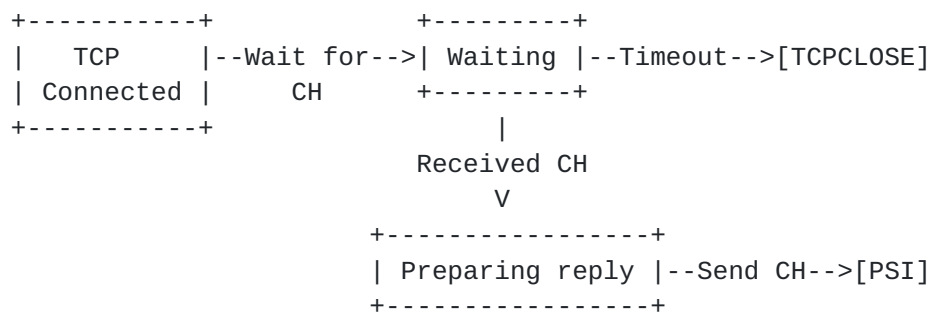 +-----------+             +---------+
|    TCP    |--Wait for-->| Waiting |--Timeout-->[TCPCLOSE]
| Connected |     CH      +---------+
+-----------+                  |
                          Received CH
                               V
                       +-----------------+
                       | Preparing reply |--Send CH-->[PSI]
                       +-----------------+